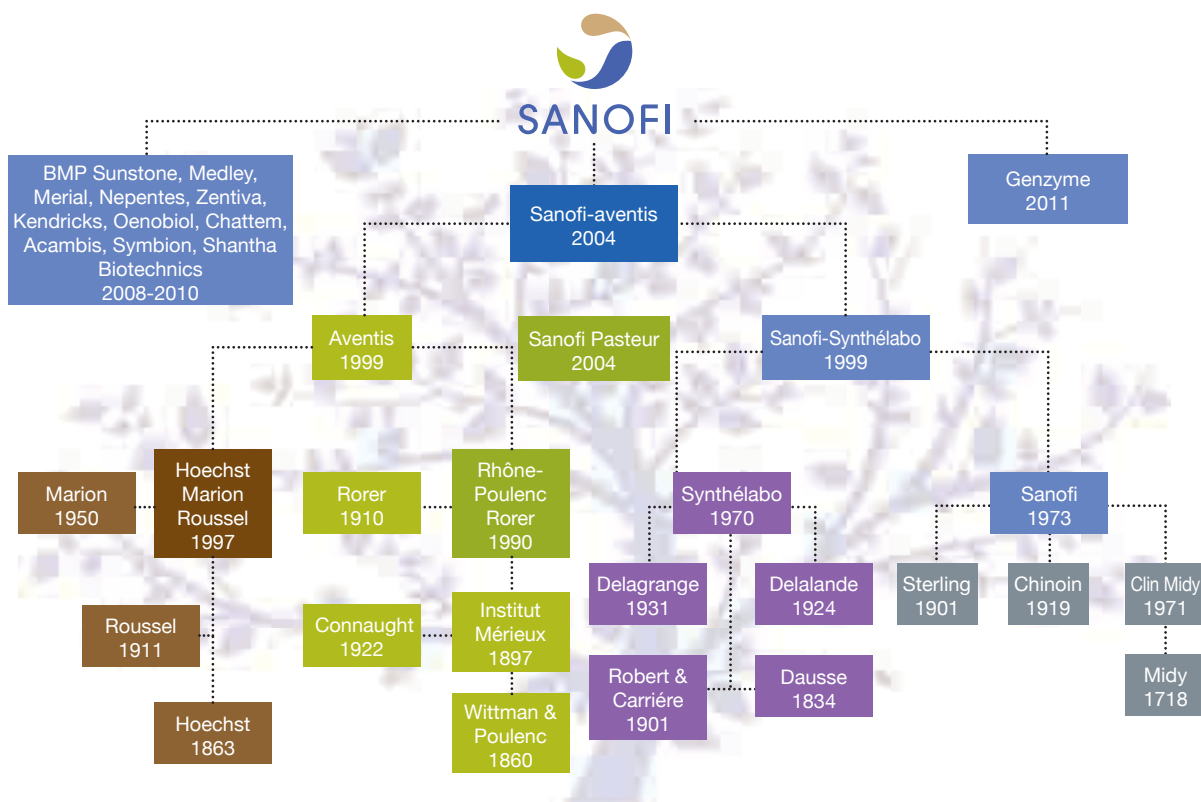 SANOFI
BMP Sunstone, Medley,
Merial, Nepentes, Zentiva,
Kendricks, Oenobiol, Chattem,
Acambis, Symbion, Shantha
Biotechnics
2008-2010
Genzyme
2011
Sanofi-aventis
2004
Aventis
1999
Sanofi Pasteur
2004
Sanofi-Synthélabo
1999
Marion
1950
Hoechst
Marion
Roussel
1997
Rorer
1910
Rhône-
Poulenc
Rorer
1990
Synthélabo
1970
Sanofi
1973
Roussel
1911
Connaught
1922
Institut
Mérieux
1897
Delagrange
1931
Delalande
1924
Sterling
1901
Chinoin
1919
Clin Midy
1971
Hoechst
1863
Wittman &
Poulenc
1860
Robert &
Carriére
1901
Dausse
1834
Midy
1718